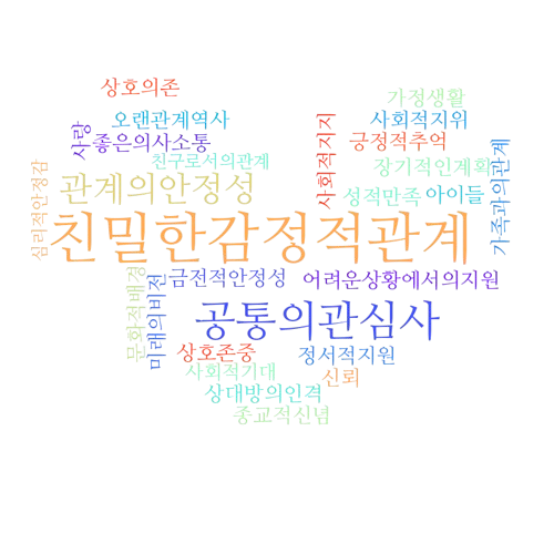 상호의존
가정생활
오랜관계역사
사회적지위
사랑
좋은의사소통
사회적지지
긍정적추억
친구로서의관계
장기적인계획
가족과의관계
심리적안정감
관계의안정성
성적만족
아이들
친밀한감정적관계
문화적배경
미래의비전
금전적안정성
어려운상황에서의지원
공통의관심사
상호존중
정서적지원
사회적기대
신뢰
상대방의인격
종교적신념